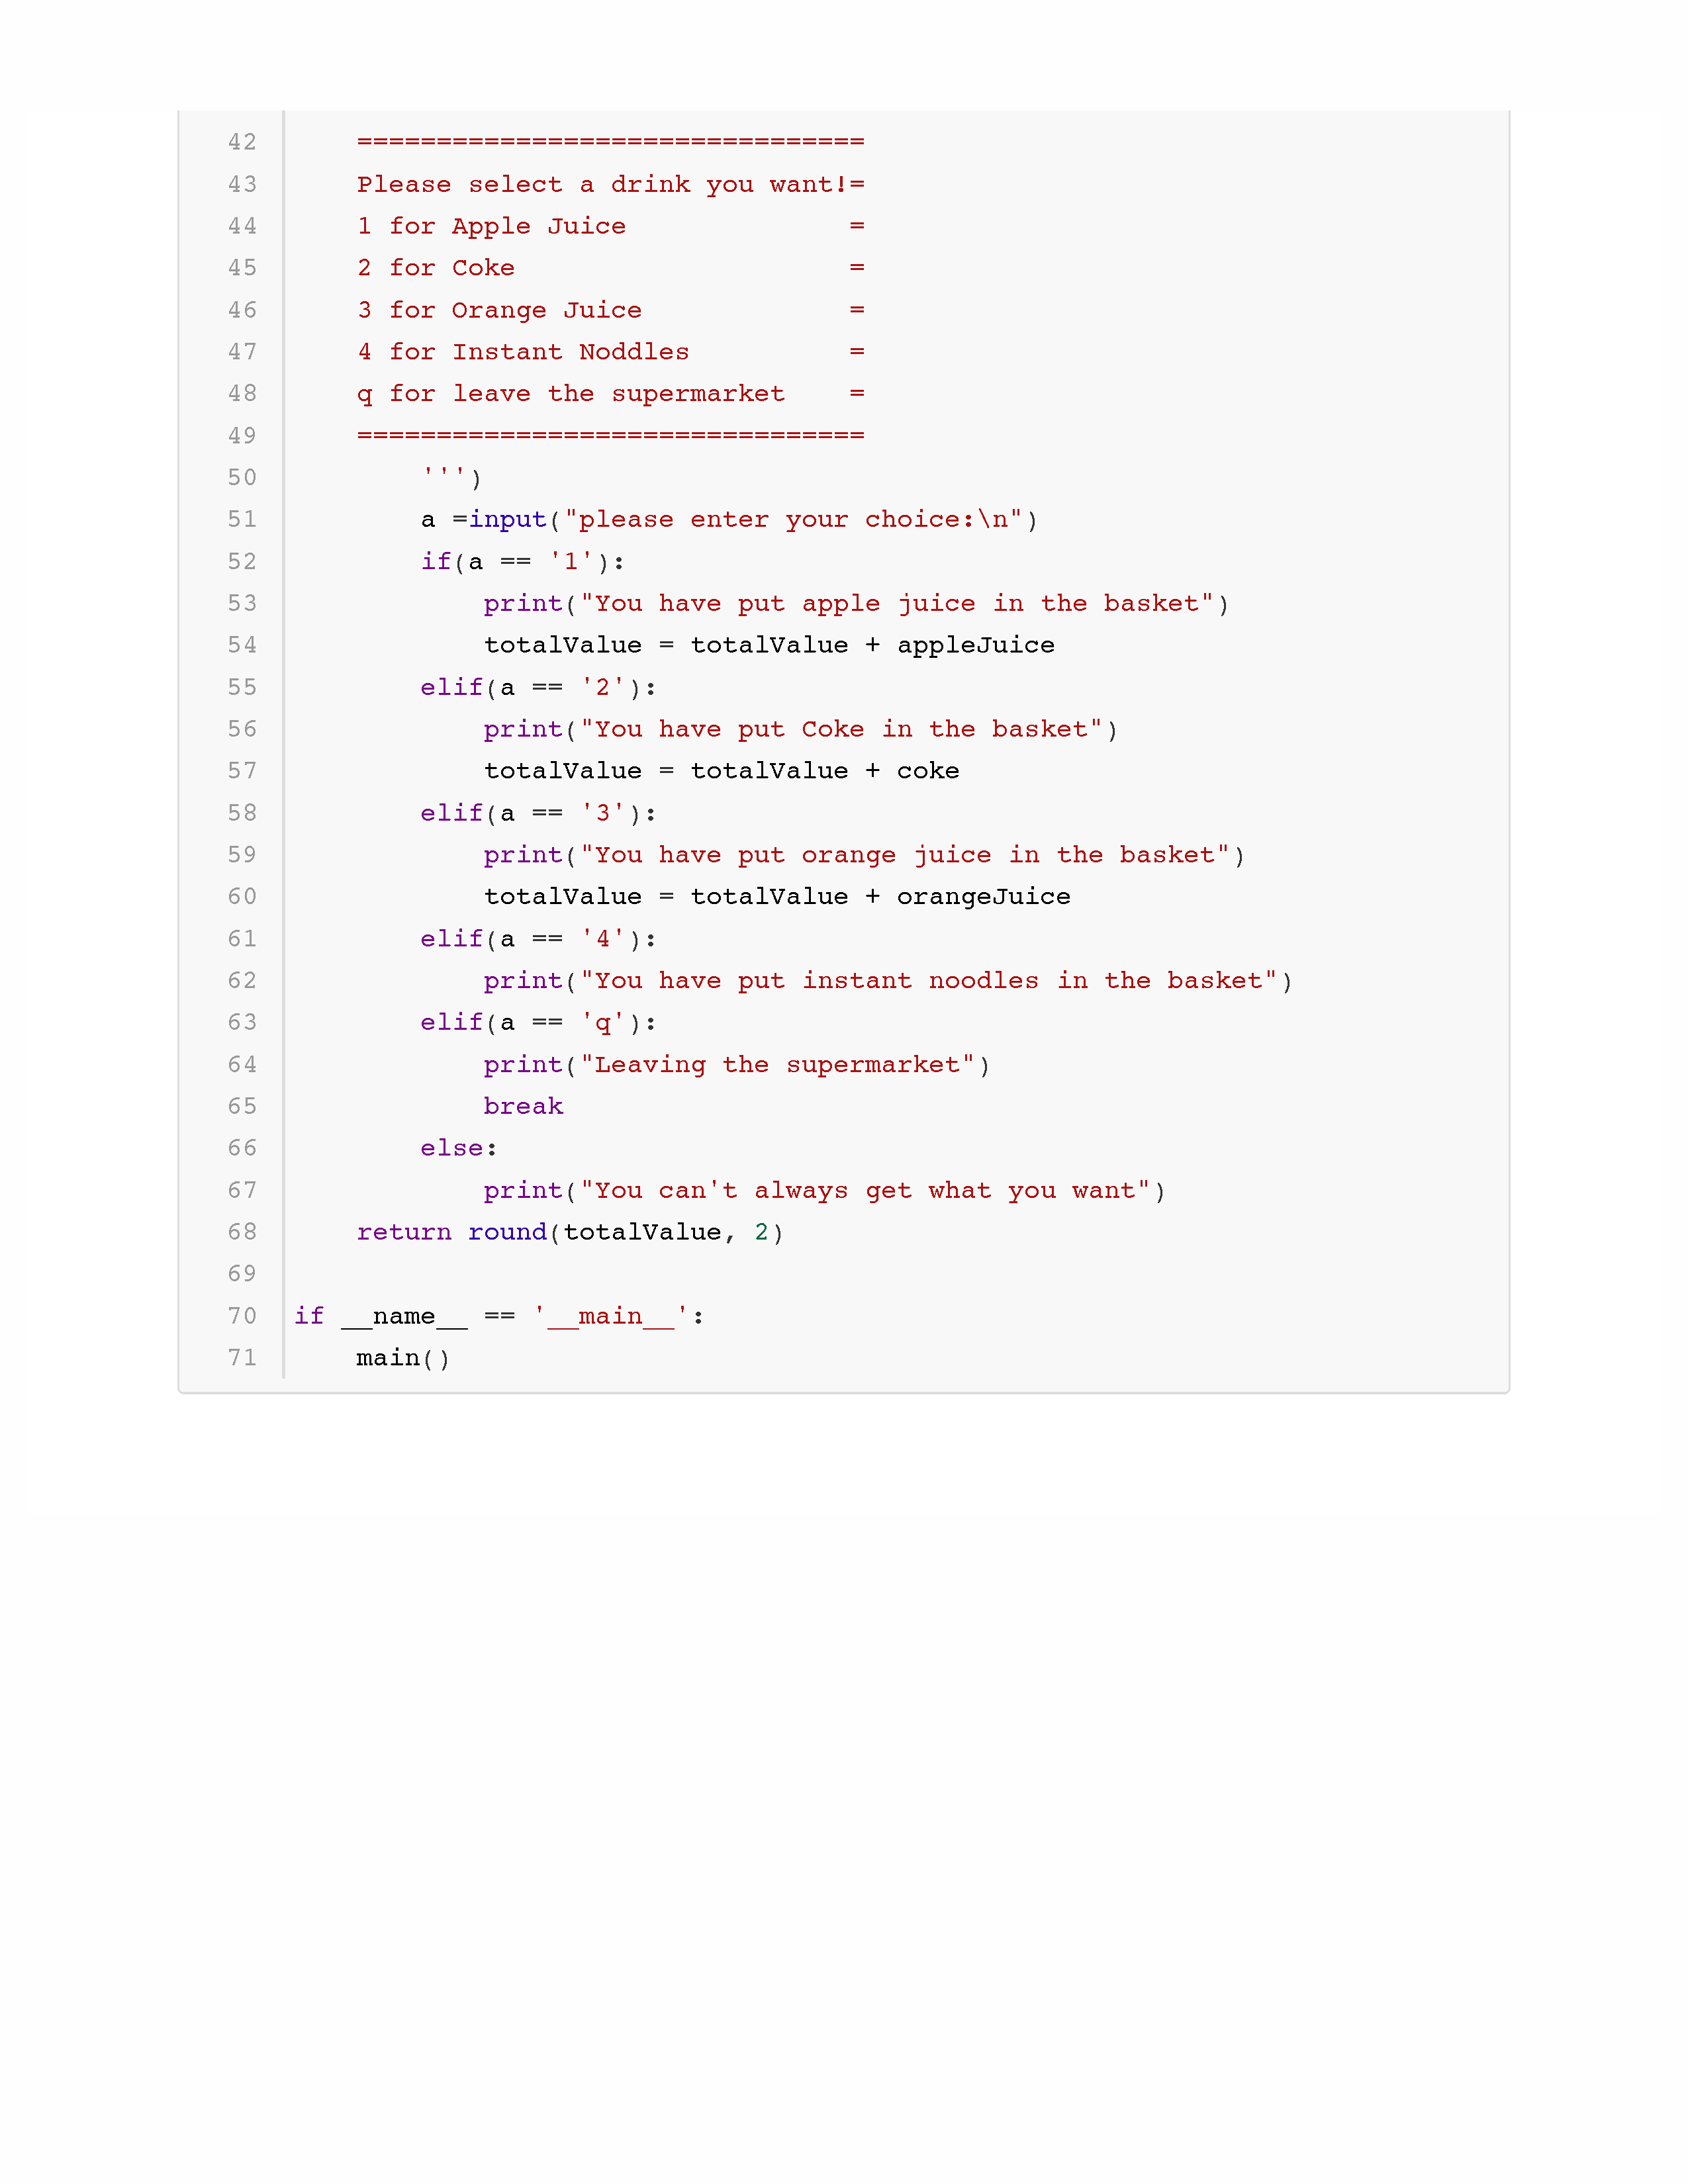 42 ================================
43 Please select a drink you want!=
44 1 for Apple Juice              =
45 2 for Coke                     =
46 3 for Orange Juice             =
47 4 for Instant Noddles          =
48 q for leave the supermarket    =
49 ================================
50 ''')
51 a =input("please enter your choice:\n")
52 if(a == '1'):
53 print("You have put apple juice in the basket")
54 totalValue = totalValue + appleJuice
55 elif(a == '2'):
56 print("You have put Coke in the basket")
57 totalValue = totalValue + coke
58 elif(a == '3'):
59 print("You have put orange juice in the basket")
60 totalValue = totalValue + orangeJuice
61 elif(a == '4'):
62 print("You have put instant noodles in the basket")
63 elif(a == 'q'):
64 print("Leaving the supermarket")
65 break
66 else:
67 print("You can't always get what you want")
68 return round(totalValue, 2)
69
70 if __name__ == '__main__':
71 main()